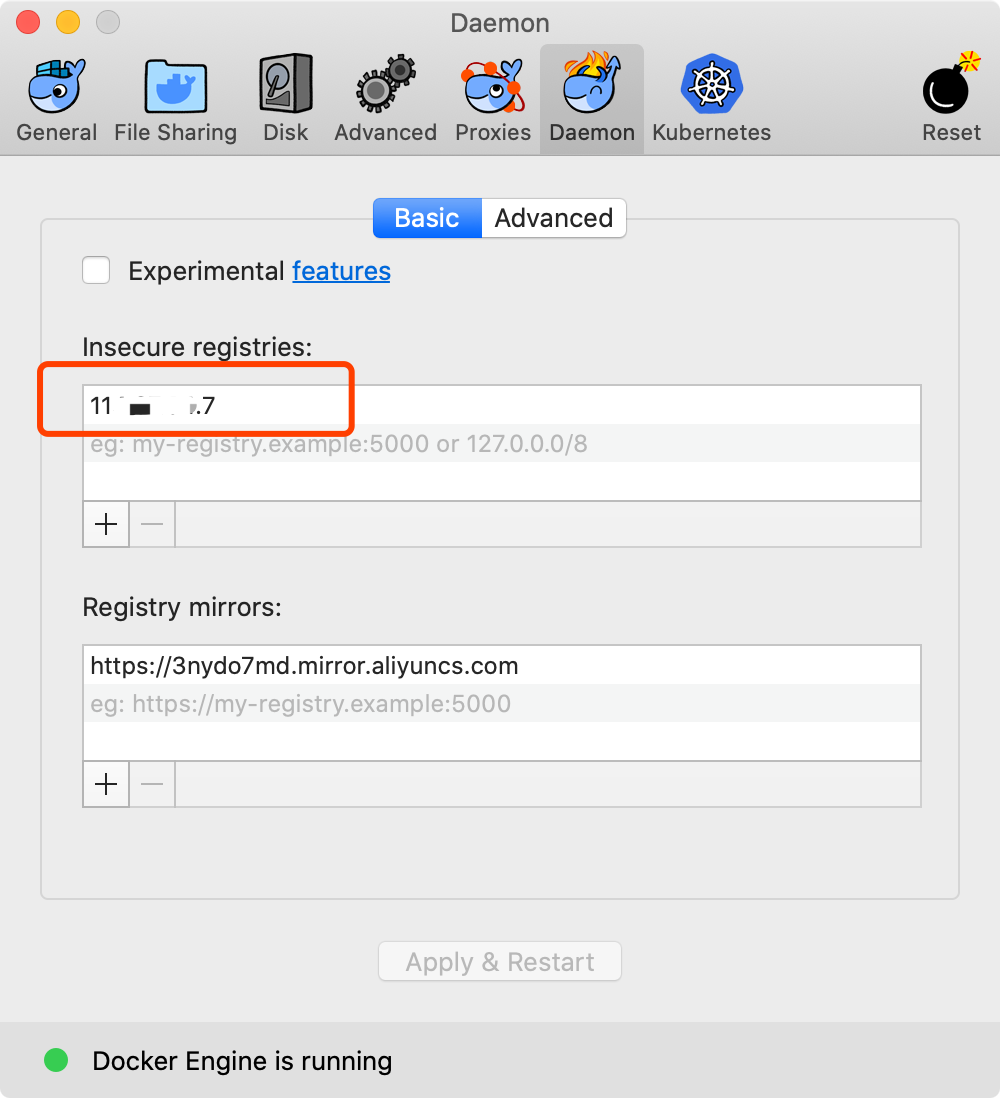 Daemon
General File Sharing Disk Advanced Proxies Daemon Kubernetes Reset
Basic Advanced
Experimental features
Insecure registries:
11 .7
eg: my-registry.example:5000 or 127.0.0.0/8
Registry mirrors:
https://3nydo7md.mirror.aliyuncs.com
eg: https://my-registry.example:5000
Apply & Restart
Docker Engine is running